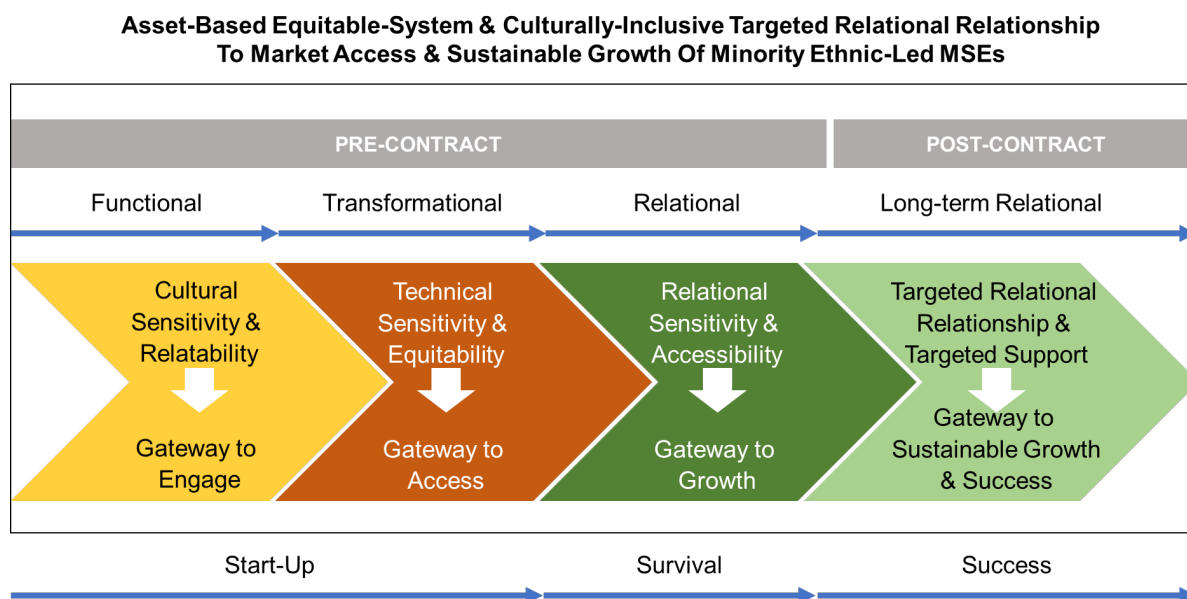 Asset-Based Equitable-System & Culturally-Inclusive Targeted Relational Relationship
To Market Access & Sustainable Growth Of Minority Ethnic-Led MSEs
PRE-CONTRACT
POST-CONTRACT
Functional
Transformational
Relational
Long-term Relational
Cultural
Sensitivity &
Relatability
Gateway to
Engage
Technical
Sensitivity &
Equitability
Gateway to
Access
Relational
Sensitivity &
Accessibility
Gateway to
Growth
Targeted Relational
Relationship &
Targeted Support
Gateway to
Sustainable Growth
& Success
Start-Up
Survival
Success